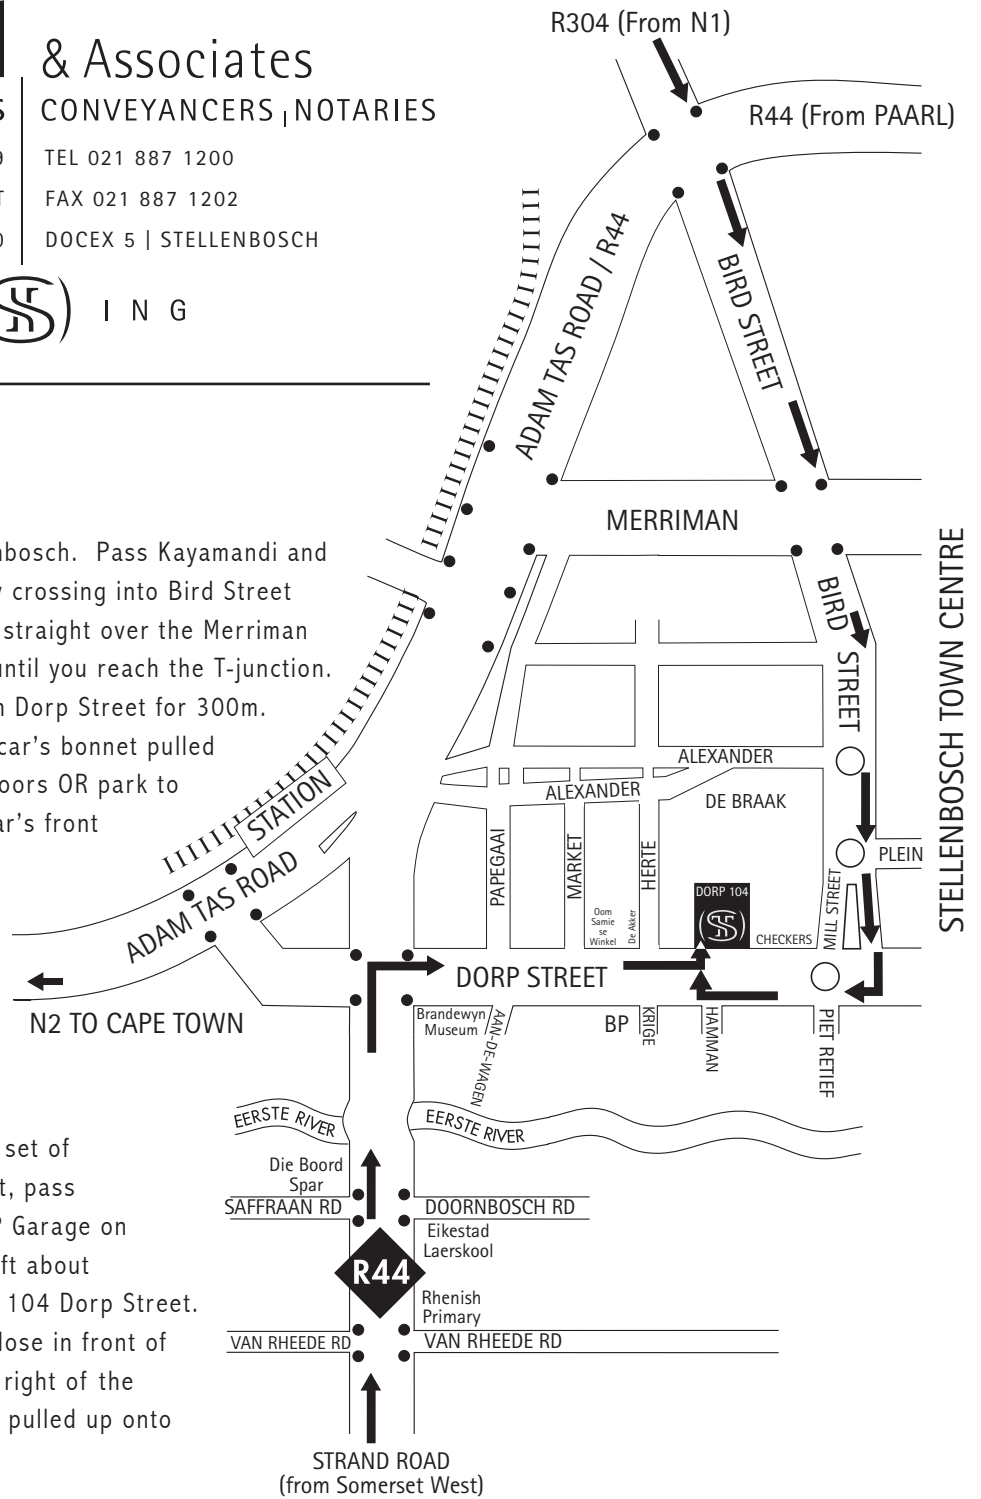 & Associates
CONVEYANCERS | NOTARIES
TEL 021 887 1200
FAX 021 887 1202
DOCEX 5 | STELLENBOSCH
I N G
R304 (From N1)
R44 (From PAARL)
ADAM TAS ROAD / R44
BIRD STREET
MERRIMAN
BIRD STREET
STELLENBOSCH TOWN CENTRE
nbosch. Pass Kayamandi and
crossing into Bird Street
straight over the Merriman
until you reach the T-junction.
Dorp Street for 300m.
car's bonnet pulled
oors OR park to
ar's front
ALEXANDER
ALEXANDER
DE BRAAK
STATION
ADAM TAS ROAD
PAPEGAAI
MARKET
HERTE
PLEIN
MILL STREET
DORP 104
Oom
Samie
se
Winkel
De Akker
CHECKERS
DORP STREET
N2 TO CAPE TOWN
Brandewyn
Museum
AAN-DE-WAGEN
BP
KRIGE
HAMMAN
PIET RETIEF
EERSTE RIVER
EERSTE RIVER
set of
t, pass
P Garage on
ft about
104 Dorp Street.
lose in front of
right of the
pulled up onto
Die Boord
Spar
SAFFRAAN RD
DOORNBOSCH RD
Eikestad
Laerskool
R44
Rhenish
Primary
VAN RHEEDE RD
VAN RHEEDE RD
STRAND ROAD
(from Somerset West)